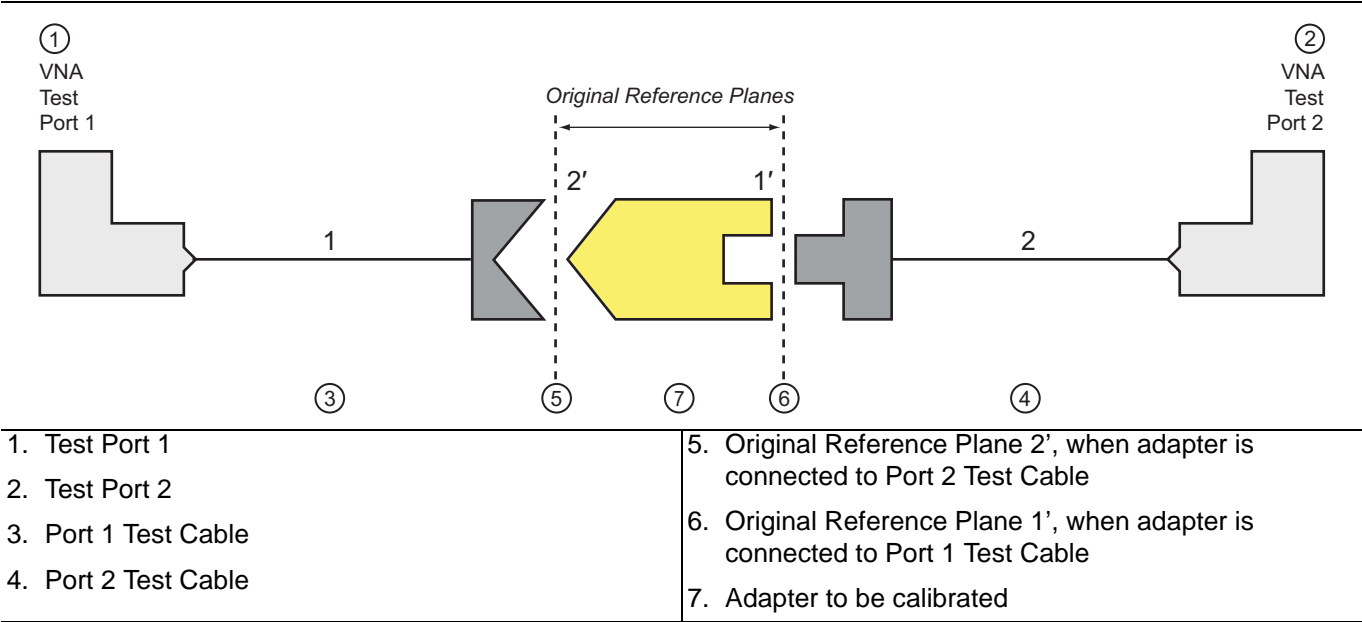 ①
VNA
Test
Port 1
②
VNA
Test
Port 2
Original Reference Planes
2′
1′
1
2
③
⑤
⑦
⑥
④
1. Test Port 1
2. Test Port 2
3. Port 1 Test Cable
4. Port 2 Test Cable
5. Original Reference Plane 2’, when adapter is
connected to Port 2 Test Cable
6. Original Reference Plane 1’, when adapter is
connected to Port 1 Test Cable
7. Adapter to be calibrated